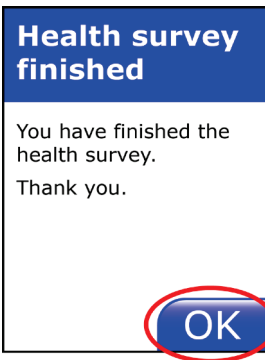 Health survey
finished
You have finished the
health survey.
Thank you.
OK